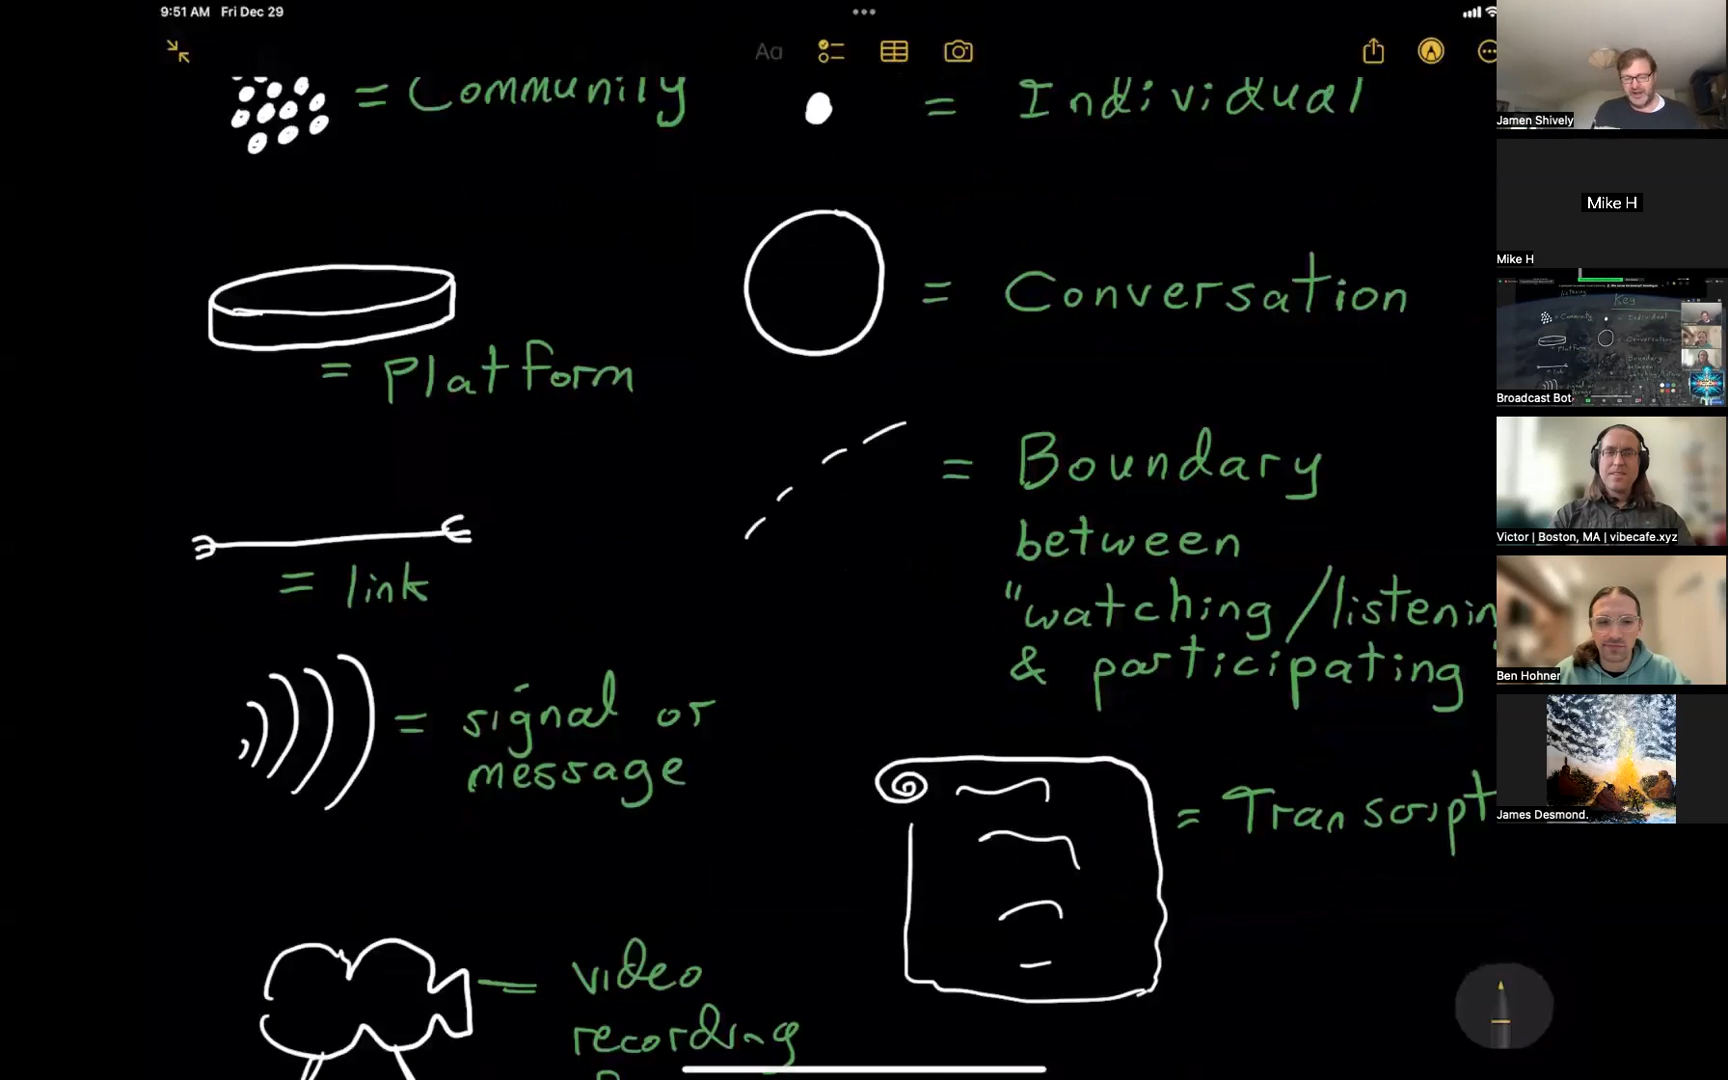 9:51 AM Fri Dec 29
Aa
= Community
= Individual
= Platform
= Conversation
= Boundary
between
"watching/listenin
& participating "
= link
= signal or
message
= Transcript
= video
recording
Jamen Shively
Mike H
Mike H
Key
Broadcast Bot
Victor | Boston, MA | vibecafe.xyz
Ben Hohner
James Desmond.